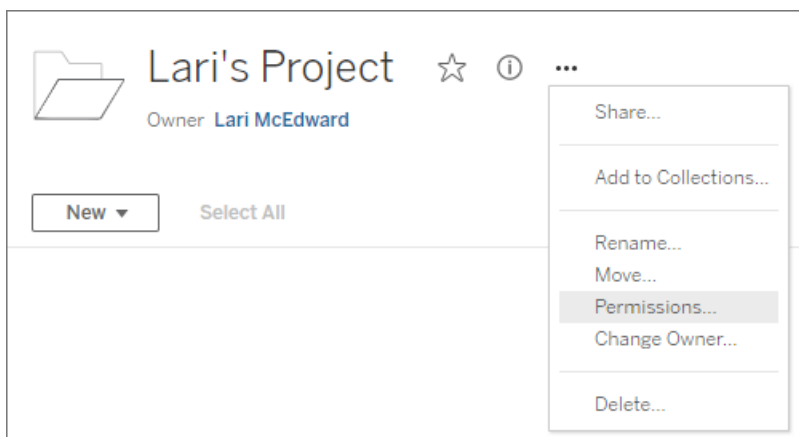 Lari's Project
Owner Lari McEdward
New
Select All
Share...
Add to Collections...
Rename...
Move...
Permissions...
Change Owner...
Delete...